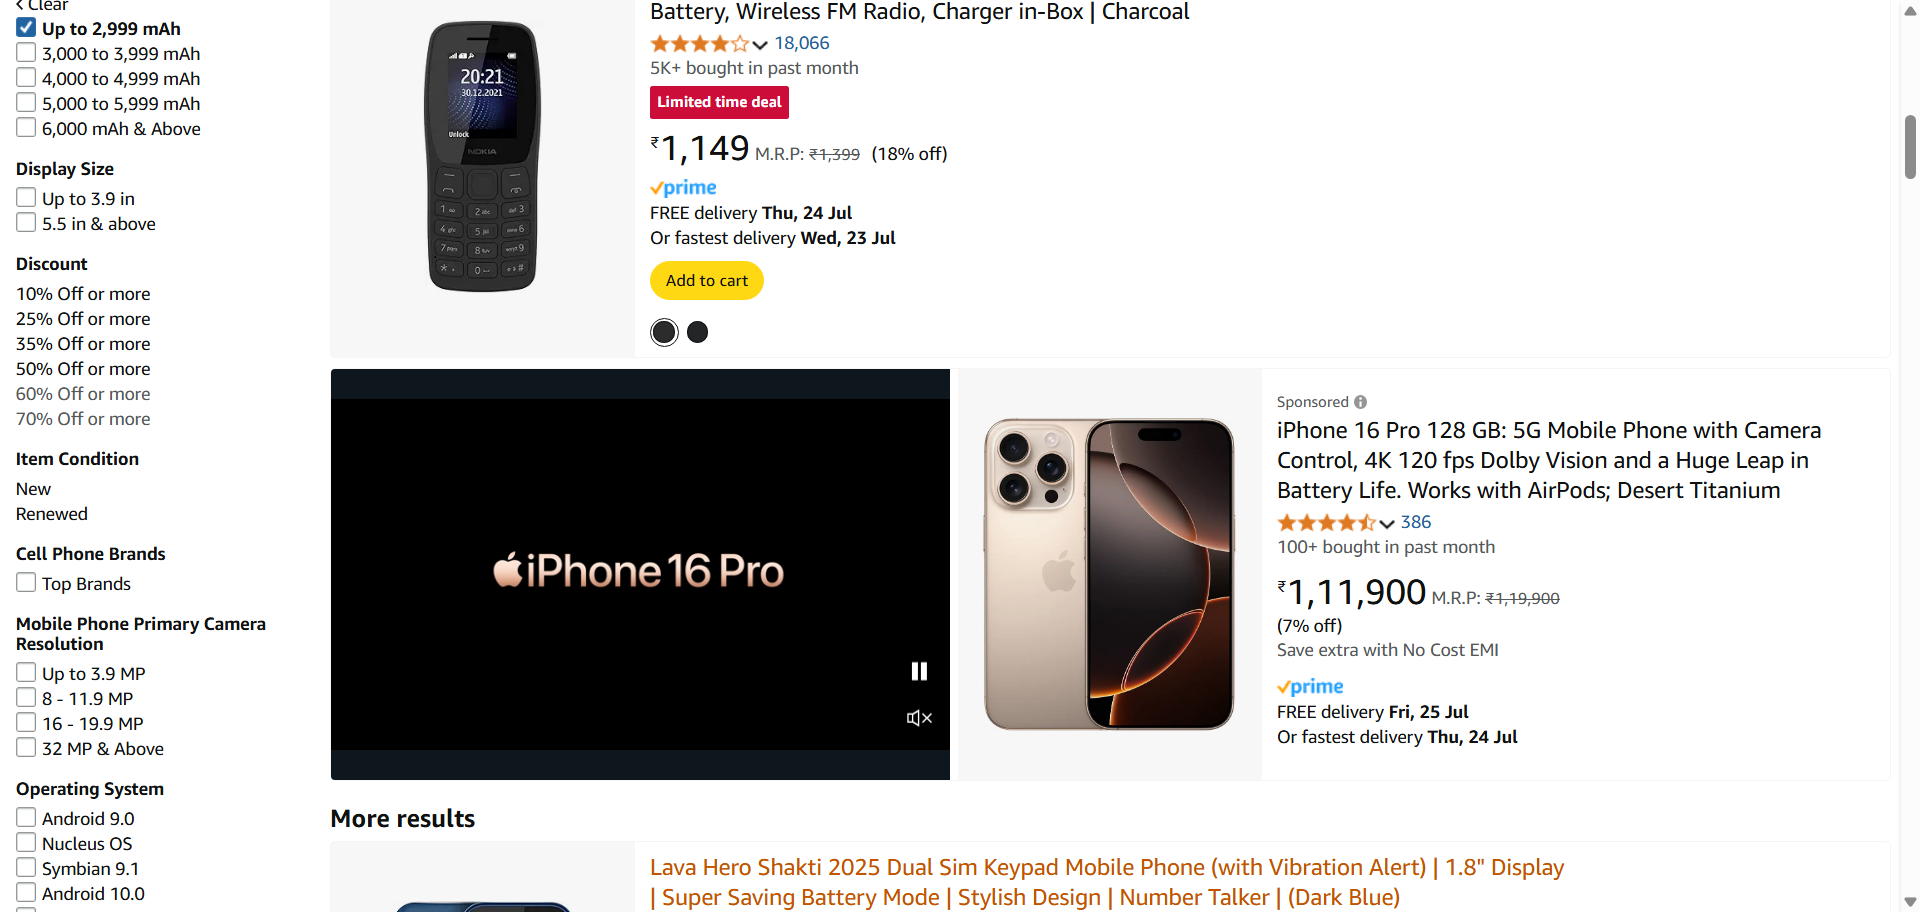 Clear
Up to 2,999 mAh
3,000 to 3,999 mAh
4,000 to 4,999 mAh
5,000 to 5,999 mAh
6,000 mAh & Above
Display Size
Up to 3.9 in
5.5 in & above
Discount
10% Off or more
25% Off or more
35% Off or more
50% Off or more
60% Off or more
70% Off or more
Item Condition
New
Renewed
Cell Phone Brands
Top Brands
Mobile Phone Primary Camera
Resolution
Up to 3.9 MP
8 - 11.9 MP
16 - 19.9 MP
32 MP & Above
Operating System
Android 9.0
Nucleus OS
Symbian 9.1
Android 10.0
20:21
30.12.2021
Unlock
NOKIA
Battery, Wireless FM Radio, Charger in-Box | Charcoal
18,066
5K+ bought in past month
Limited time deal
₹1,149 M.R.P: ₹1,399 (18% off)
prime
FREE delivery Thu, 24 Jul
Or fastest delivery Wed, 23 Jul
Add to cart
iPhone 16 Pro
Sponsored
iPhone 16 Pro 128 GB: 5G Mobile Phone with Camera
Control, 4K 120 fps Dolby Vision and a Huge Leap in
Battery Life. Works with AirPods; Desert Titanium
386
100+ bought in past month
₹1,11,900 M.R.P: ₹1,19,900
(7% off)
Save extra with No Cost EMI
prime
FREE delivery Fri, 25 Jul
Or fastest delivery Thu, 24 Jul
More results
Lava Hero Shakti 2025 Dual Sim Keypad Mobile Phone (with Vibration Alert) | 1.8" Display
| Super Saving Battery Mode | Stylish Design | Number Talker | (Dark Blue)